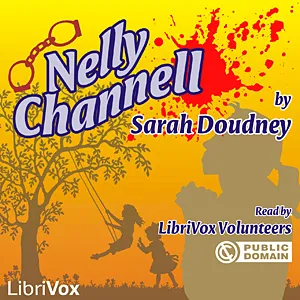 Nelly
Channell
by
Sarah Doudney
Read by
LibriVox Volunteers
PUBLIC
DOMAIN
LibriVox